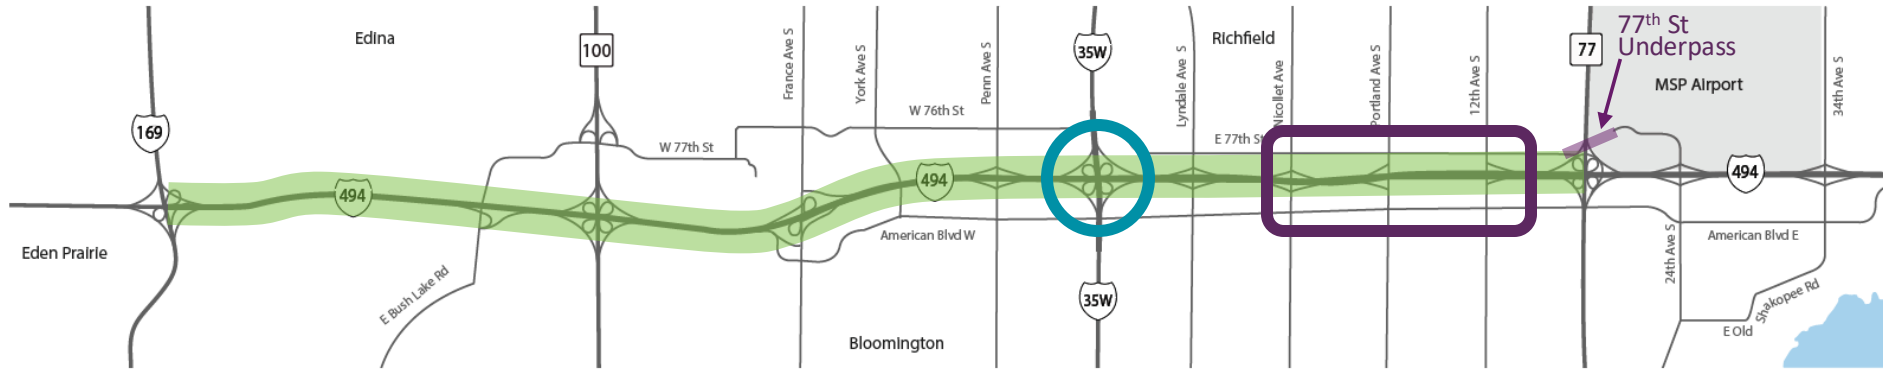 Edina
100
France Ave S
York Ave S
Penn Ave S
35W
Lyndale Ave S
Richfield
Nicollet Ave
Portland Ave S
12th Ave S
77
77th St
Underpass
MSP Airport
34th Ave S
169
W 76th St
W 77th St
E 77th St
494
494
494
Eden Prairie
E Bush Lake Rd
American Blvd W
24th Ave S
American Blvd E
35W
Shakopee Rd
E Old
Bloomington